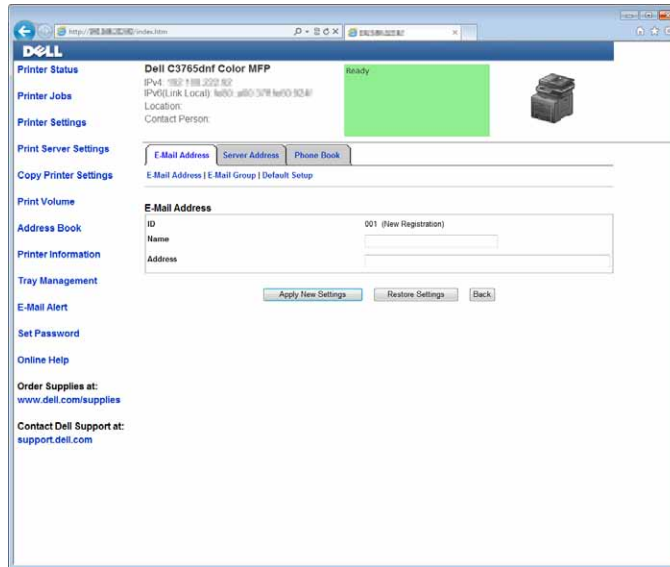 http://
/index.htm
DELL
Printer Status
Printer Jobs
Printer Settings
Print Server Settings
Copy Printer Settings
Print Volume
Address Book
Printer Information
Tray Management
E-Mail Alert
Set Password
Online Help
Order Supplies at:
www.dell.com/supplies
Contact Dell Support at:
support.dell.com
Dell C3765dnf Color MFP
IPv4:
IPv6(Link Local):
Location:
Contact Person:
Ready
E-Mail Address Server Address Phone Book
E-Mail Address | E-Mail Group | Default Setup
E-Mail Address
ID 001 (New Registration)
Name
Address
Apply New Settings Restore Settings Back